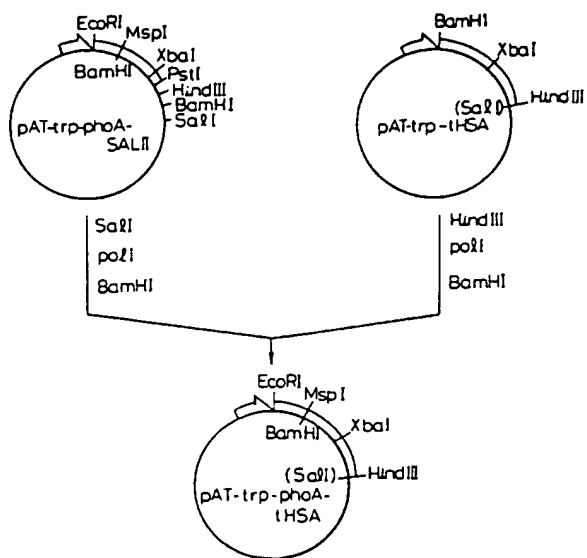 EcoRI
MspI
BamHI
XbaI
PstI
HindIII
BamHI
SalI
pAT-trp-phoA-
SALII
BamHI
XbaI
(SalI)
HindIII
pAT-trp-tHSA
SalI
polI
BamHI
HindIII
polI
BamHI
EcoRI
MspI
BamHI
XbaI
(SalI)
HindIII
pAT-trp-phoA-
tHSA